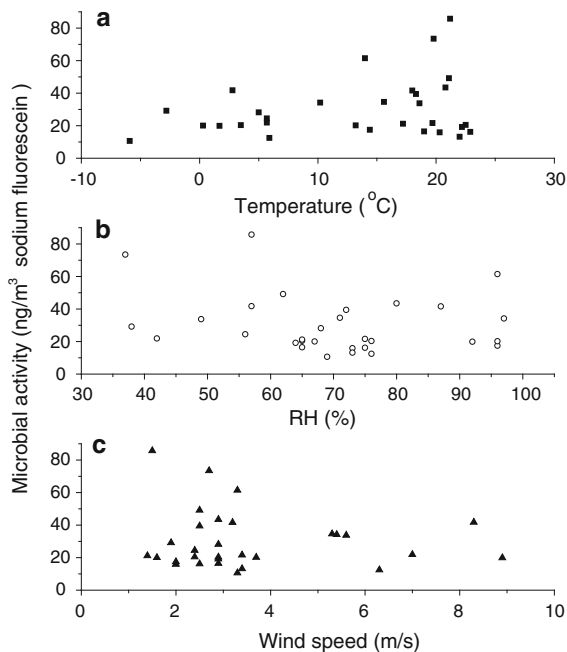 Microbial activity (ng/m³ sodium fluorescein )
a
80
60
40
20
0
-10 0 10 20 30
Temperature ( °C)
b
80
60
40
20
0
30 40 50 60 70 80 90 100
RH (%)
c
80
60
40
20
0
0 2 4 6 8 10
Wind speed (m/s)